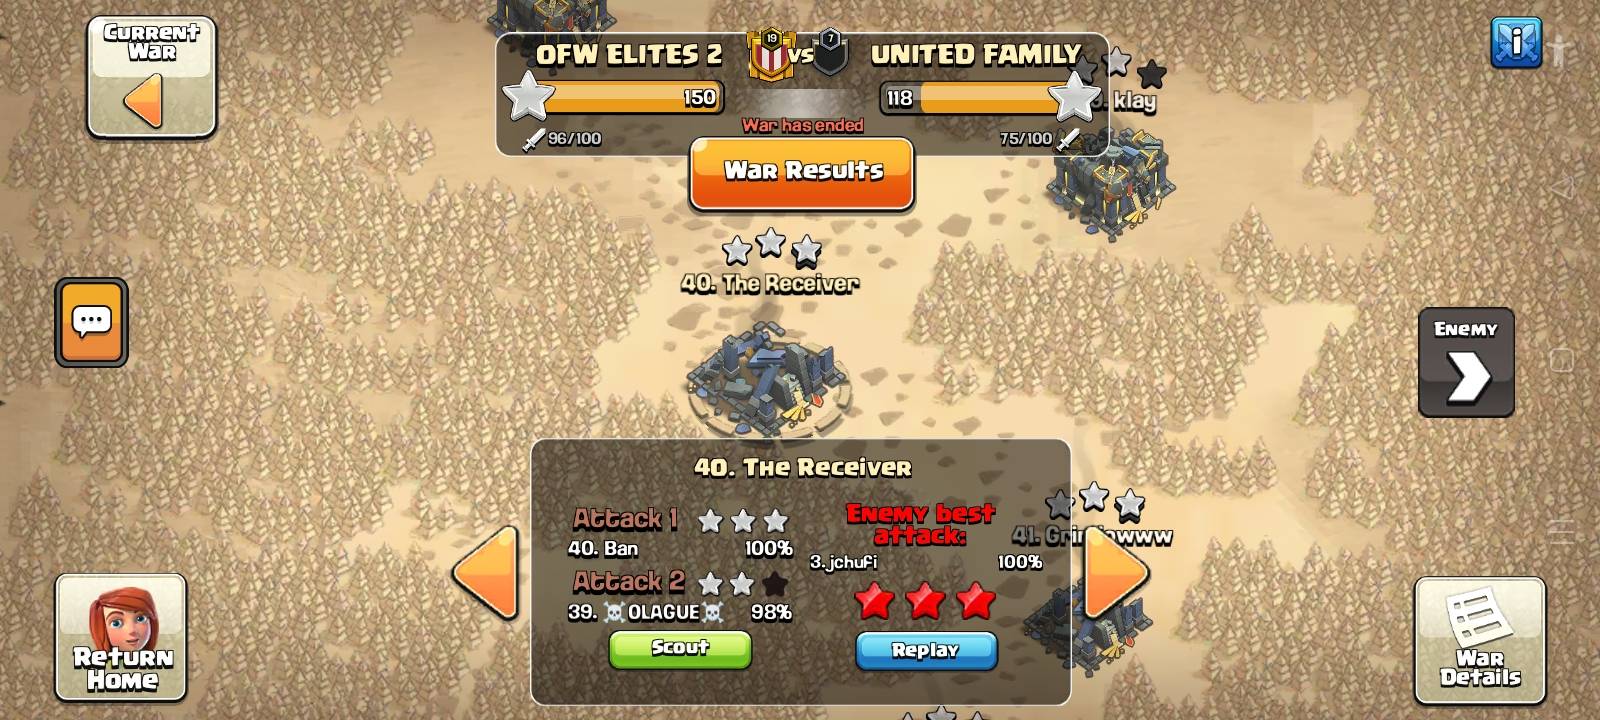 Current
War
OFW ELITES 2
19
vs
7
UNITED FAMILY
150
118
klay
96/100
War has ended
75/100
War Results
40. The Receiver
Enemy
40. The Receiver
Attack 1
40. Ban
100%
Attack 2
39. ☠OLAGUE☠
98%
Scout
Enemy best
attack:
3.jchufi
100%
Replay
41.
Return
Home
War
Details